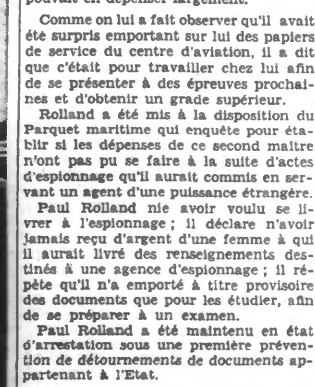 pouvait en dépenser largement.
Comme on lui a fait observer qu'il avait
été surpris emportant sur lui des papiers
de service du centre d'aviation, il a dit
que c'était pour travailler chez lui afin
de se présenter à des épreuves prochai-
nes et d'obtenir un grade supérieur.
Rolland a été mis à la disposition du
Parquet maritime qui enquête pour éta-
blir si les dépenses de ce second maître
n'ont pas pu se faire à la suite d'actes
d'espionnage qu'il aurait commis en ser-
vant un agent d'une puissance étrangère.
Paul Rolland nie avoir voulu se li-
vrer à l'espionnage ; il déclare n'avoir
jamais reçu d'argent d'une femme à qui
il aurait livré des renseignements des-
tinés à une agence d'espionnage ; il ré-
pète qu'il n'a emporté à titre provisoire
des documents que pour les étudier, afin
de se préparer à un examen.
Paul Rolland a été maintenu en état
d'arrestation sous une première préven-
tion de détournements de documents ap-
partenant à l'Etat.